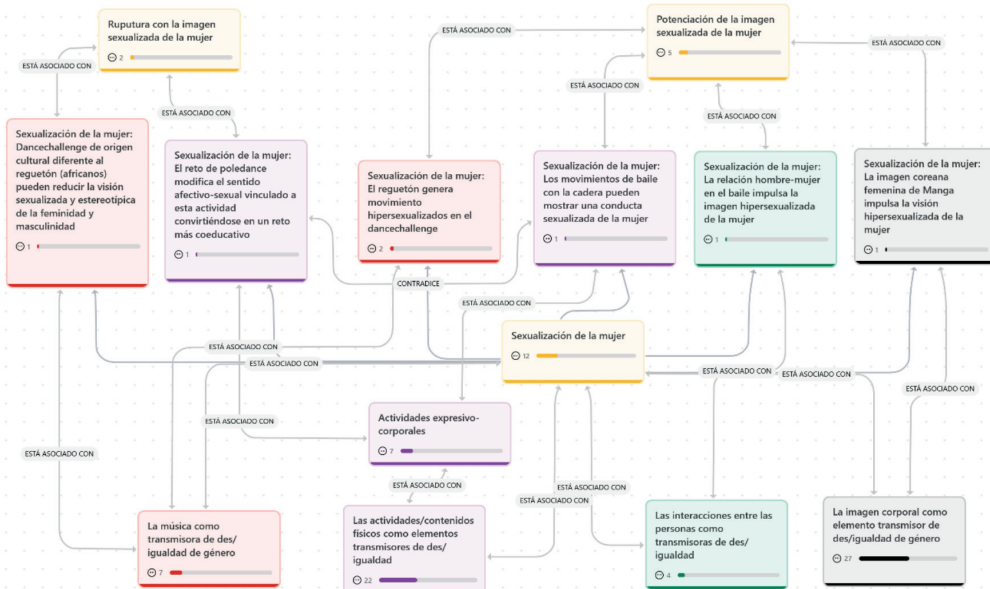 Ruputura con la imagen
sexualizada de la mujer
2
Potenciación de la imagen
sexualizada de la mujer
5
ESTÁ ASOCIADO CON
ESTÁ ASOCIADO CON
ESTÁ ASOCIADO CON
ESTÁ ASOCIADO CON
ESTÁ ASOCIADO CON
ESTÁ ASOCIADO CON
Sexualización de la mujer:
Dancechallenge de origen
cultural diferente al
reguetón (africanos)
pueden reducir la visión
sexualizada y estereotípica
de la feminidad y
masculinidad
1
Sexualización de la mujer:
El reto de poledance
modifica el sentido
afectivo-sexual vinculado a
esta actividad
convirtiéndose en un reto
más coeducativo
1
Sexualización de la mujer:
El reguetón genera
movimiento
hipersexualizados en el
dancechallenge
2
Sexualización de la mujer:
Los movimientos de baile
con la cadera pueden
mostrar una conducta
sexualizada de la mujer
1
Sexualización de la mujer:
La relación hombre-mujer
en el baile impulsa la
imagen hipersexualizada
de la mujer
1
Sexualización de la mujer:
La imagen coreana
femenina de Manga
impulsa la visión
hipersexualizada de la
mujer
1
CONTRADICE
ESTÁ ASOCIADO CON
Sexualización de la mujer
12
ESTÁ ASOCIADO CON
ESTÁ ASOCIADO CON
ESTÁ ASOCIADO CON
ESTÁ ASOCIADO CON
ESTÁ ASOCIADO CON
ESTÁ ASOCIADO CON
Actividades expresivo-
corporales
7
ESTÁ ASOCIADO CON
ESTÁ ASOCIADO CON
ESTÁ ASOCIADO CON
ESTÁ ASOCIADO CON
La música como
transmisora de des/
igualdad de género
7
Las actividades/contenidos
físicos como elementos
transmisores de des/
igualdad
22
Las interacciones entre las
personas como
transmisoras de des/
igualdad
4
La imagen corporal como
elemento transmisor de
des/igualdad de género
27